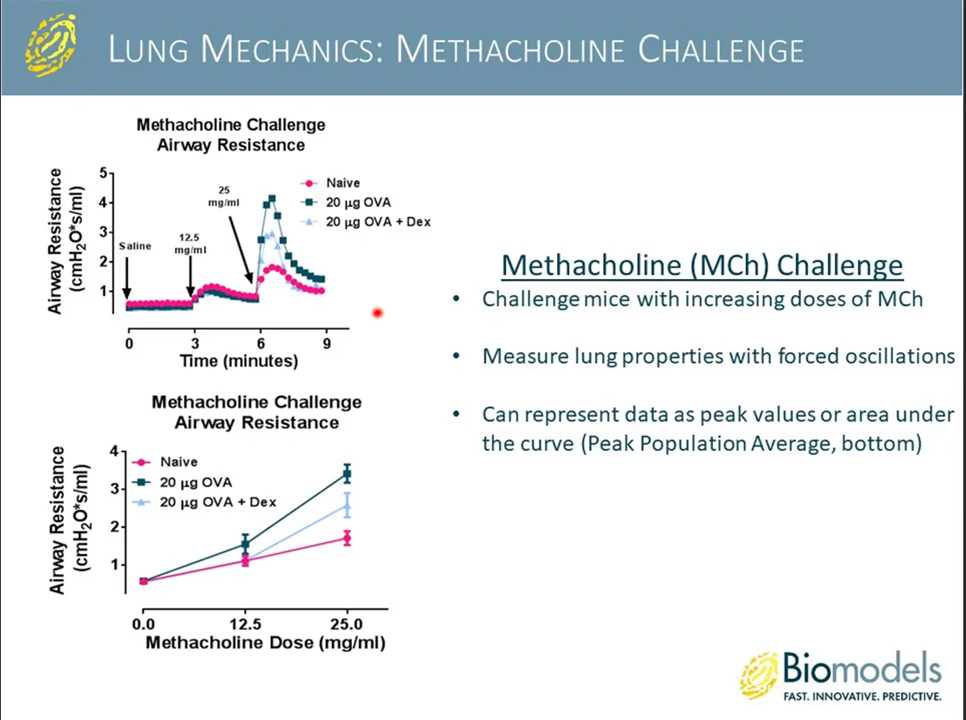 LUNG MECHANICS: METHACHOLINE CHALLENGE
Methacholine Challenge
Airway Resistance
Airway Resistance
(cmH2O*s/ml)
5
4
3
2
1
Saline
12.5
mg/ml
25
mg/ml
Naive
20 µg OVA
20 µg OVA + Dex
0
3
6
9
Time (minutes)
Methacholine Challenge
Airway Resistance
Airway Resistance
(cmH2O*s/ml)
4
3
2
1
Naive
20 µg OVA
20 µg OVA + Dex
0.0
12.5
25.0
Methacholine Dose (mg/ml)
Methacholine (MCh) Challenge
• Challenge mice with increasing doses of MCh
• Measure lung properties with forced oscillations
• Can represent data as peak values or area under
the curve (Peak Population Average, bottom)
Biomodels
FAST. INNOVATIVE. PREDICTIVE.